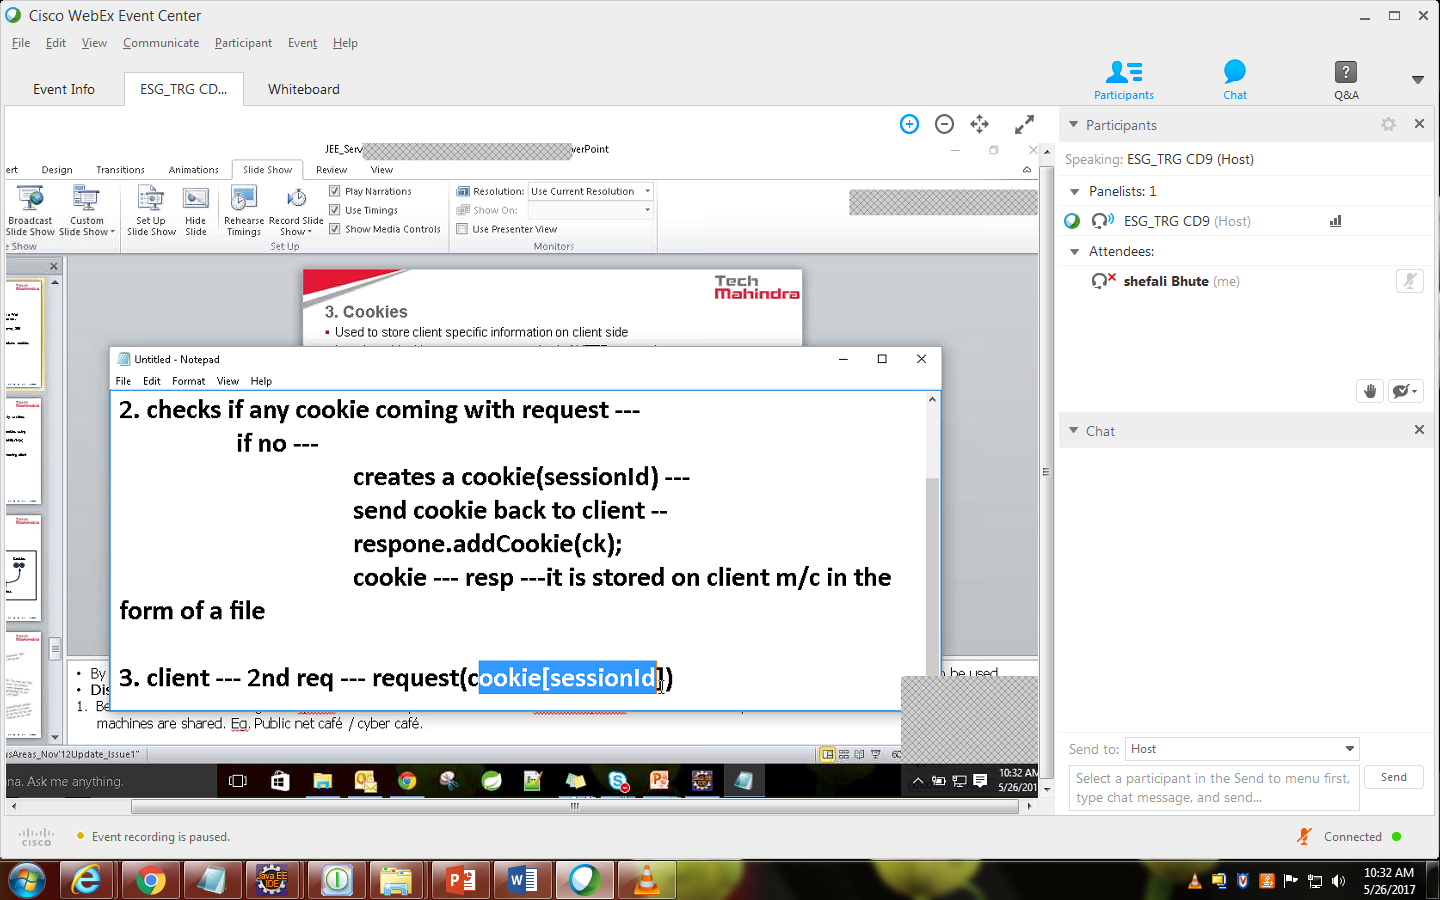 Cisco WebEx Event Center
File Edit View Communicate Participant Event Help
Event Info ESG_TRG CD... Whiteboard
Participants Chat Q&A
JEE_Serv verPoint
ert Design Transitions Animations Slide Show Review View
Broadcast Slide Show
Custom Slide Show
Set Up Slide Show
Hide Slide
Rehearse Timings
Record Slide Show
Play Narrations
Use Timings
Show Media Controls
Resolution: Use Current Resolution
Show On:
Use Presenter View
e Show Set Up Monitors
Tech Mahindra
3. Cookies
Used to store client specific information on client side
Untitled - Notepad
File Edit Format View Help
2. checks if any cookie coming with request ---
if no ---
creates a cookie(sessionId) ---
send cookie back to client --
respone.addCookie(ck);
cookie --- resp ---it is stored on client m/c in the
form of a file
3. client --- 2nd req --- request(cookie[sessionId])
• By
be used
• Dis
1. Be
machines are shared. Eg. Public net café / cyber café.
usAreas_Nov'12Update_Issue1"
60
na. Ask me anything.
10:32 AM
5/26/201
Participants
Speaking: ESG_TRG CD9 (Host)
Panelists: 1
ESG_TRG CD9 (Host)
Attendees:
shefali Bhute (me)
Chat
Send to: Host
Select a participant in the Send to menu first,
type chat message, and send...
Send
cisco
Event recording is paused.
Connected
Java EE
IDE
10:32 AM
5/26/2017